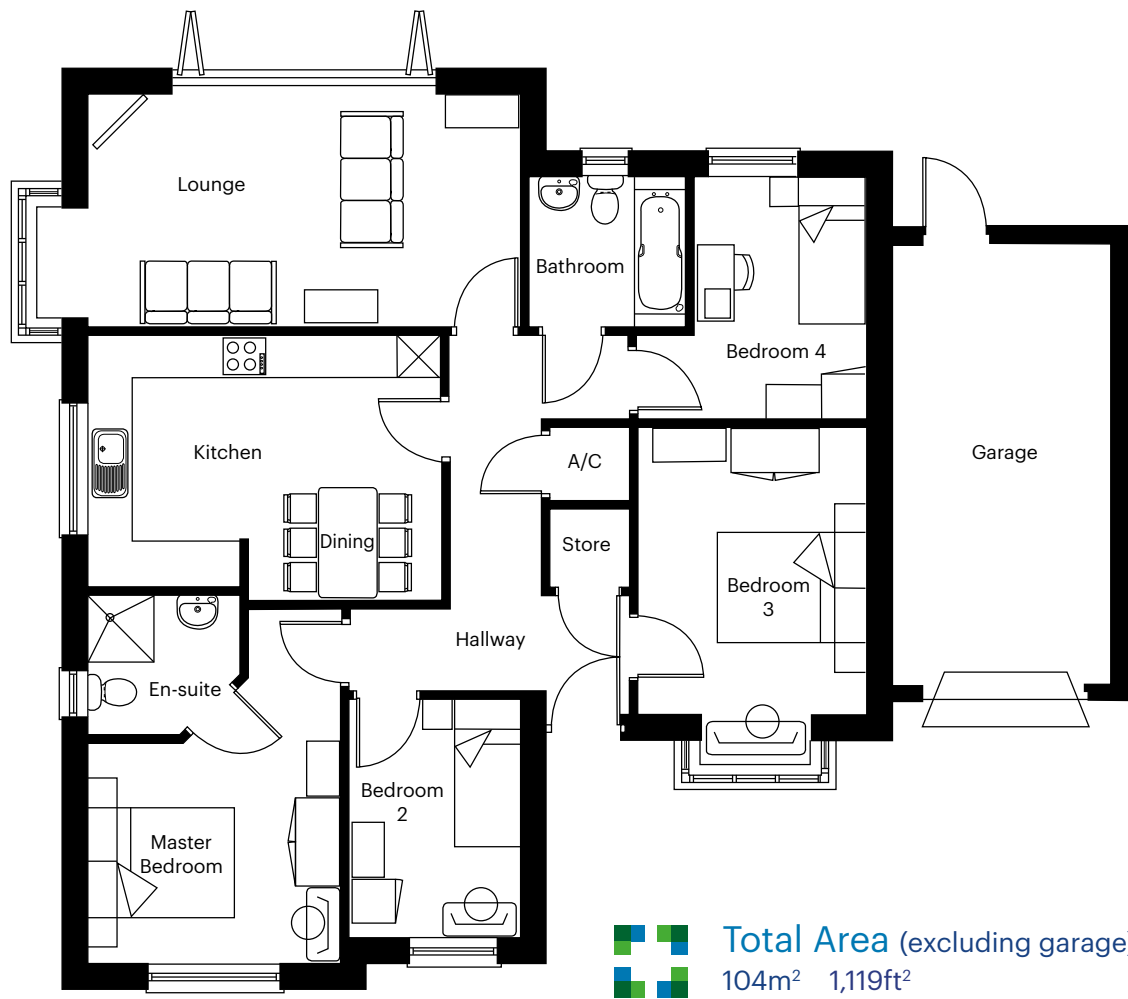 Lounge
Bathroom
Bedroom 4
Kitchen
A/C
Garage
Dining
Store
Bedroom
3
Hallway
En-suite
Bedroom
2
Master
Bedroom
Total Area (excluding garage)
104m² 1,119ft²